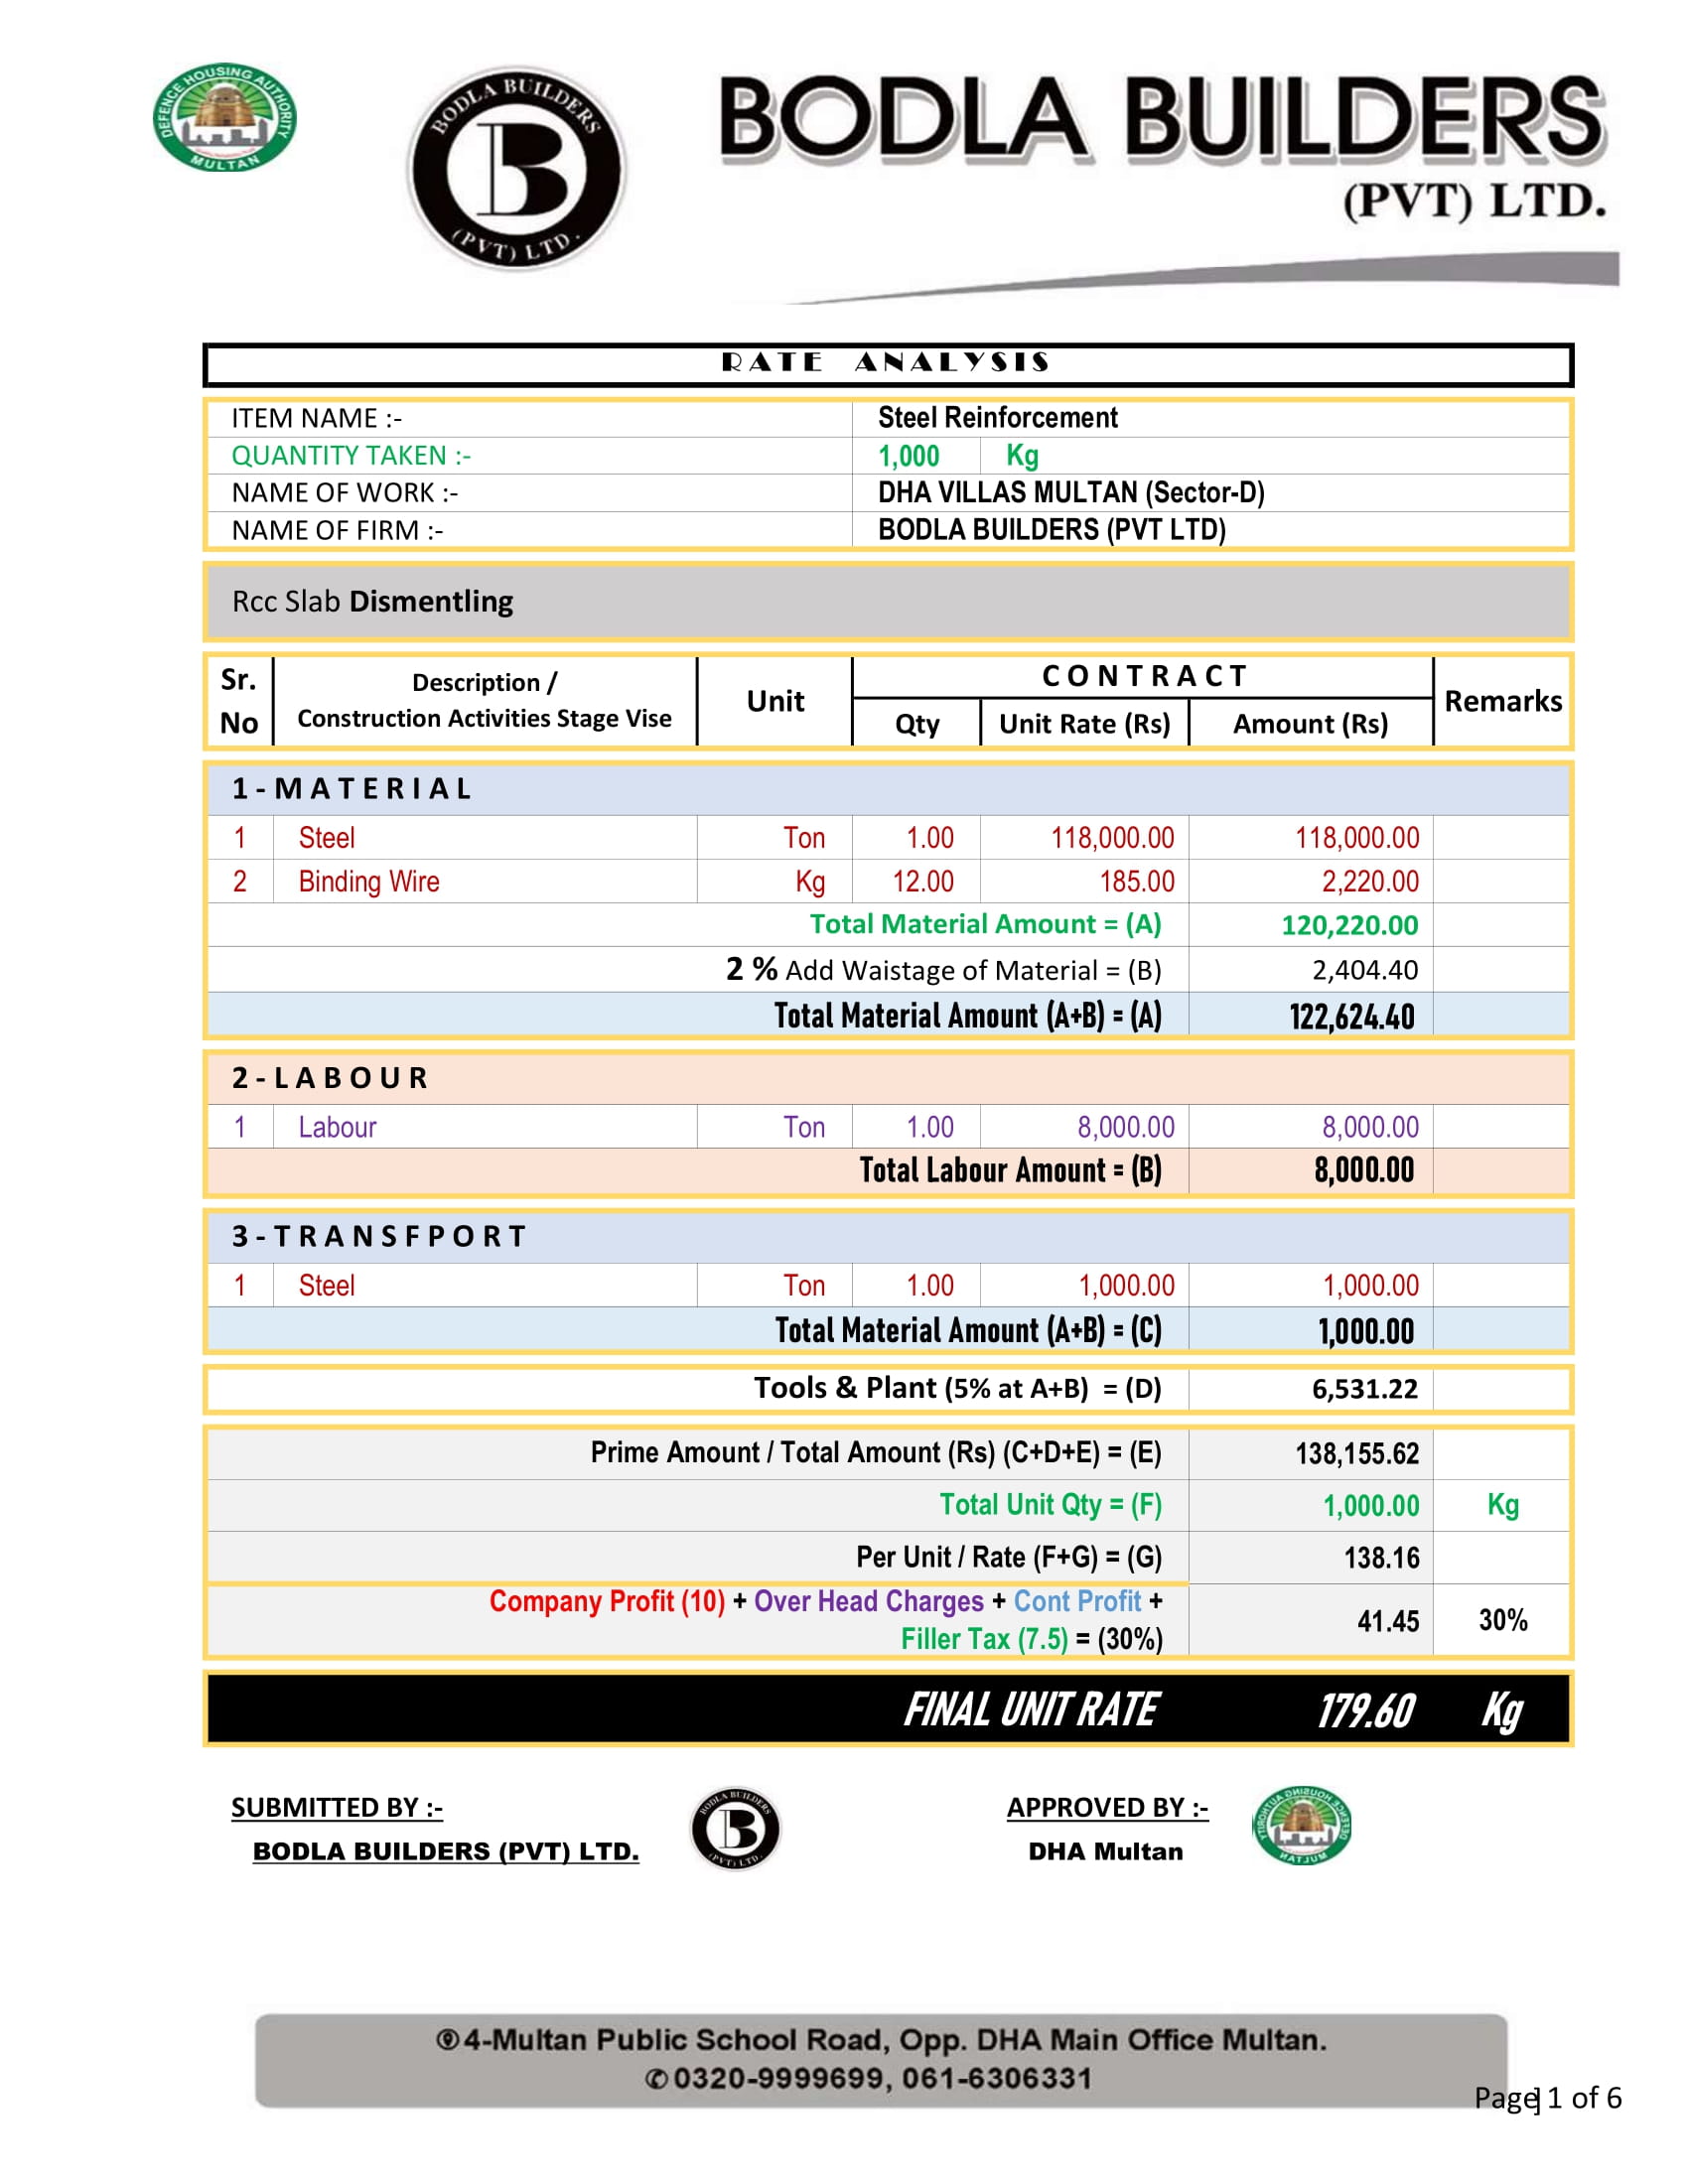 DEFENCE HOUSING AUTHORITY
MULTAN
BODLA BUILDERS
B
(PVT) LTD.
BODLA BUILDERS
(PVT) LTD.
RATE ANALYSIS
ITEM NAME :- Steel Reinforcement
QUANTITY TAKEN :- 1,000 Kg
NAME OF WORK :- DHA VILLAS MULTAN (Sector-D)
NAME OF FIRM :- BODLA BUILDERS (PVT LTD)
Rcc Slab Dismentling
Sr. No Description / Construction Activities Stage Vise Unit CONTRACT Remarks
Qty Unit Rate (Rs) Amount (Rs)
1 - MATERIAL
1 Steel Ton 1.00 118,000.00 118,000.00
2 Binding Wire Kg 12.00 185.00 2,220.00
Total Material Amount = (A) 120,220.00
2 % Add Waistage of Material = (B) 2,404.40
Total Material Amount (A+B) = (A) 122,624.40
2 - LABOUR
1 Labour Ton 1.00 8,000.00 8,000.00
Total Labour Amount = (B) 8,000.00
3 - TRANSFPORT
1 Steel Ton 1.00 1,000.00 1,000.00
Total Material Amount (A+B) = (C) 1,000.00
Tools & Plant (5% at A+B) = (D) 6,531.22
Prime Amount / Total Amount (Rs) (C+D+E) = (E) 138,155.62
Total Unit Qty = (F) 1,000.00 Kg
Per Unit / Rate (F+G) = (G) 138.16
Company Profit (10) + Over Head Charges + Cont Profit +
Filler Tax (7.5) = (30%) 41.45 30%
FINAL UNIT RATE 179.60 Kg
SUBMITTED BY :- APPROVED BY :-
BODLA BUILDERS (PVT) LTD. DHA Multan
BODLA BUILDERS
B
(PVT) LTD.
DEFENCE HOUSING AUTHORITY
MULTAN
4-Multan Public School Road, Opp. DHA Main Office Multan.
0320-9999699, 061-6306331
Page] 1 of 6